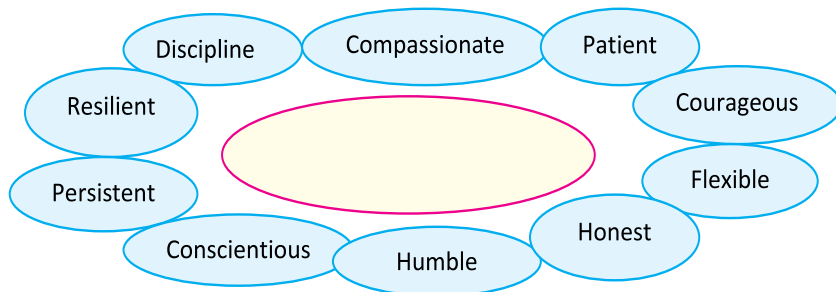 Discipline
Compassionate
Patient
Resilient
Courageous
Persistent
Flexible
Conscientious
Humble
Honest